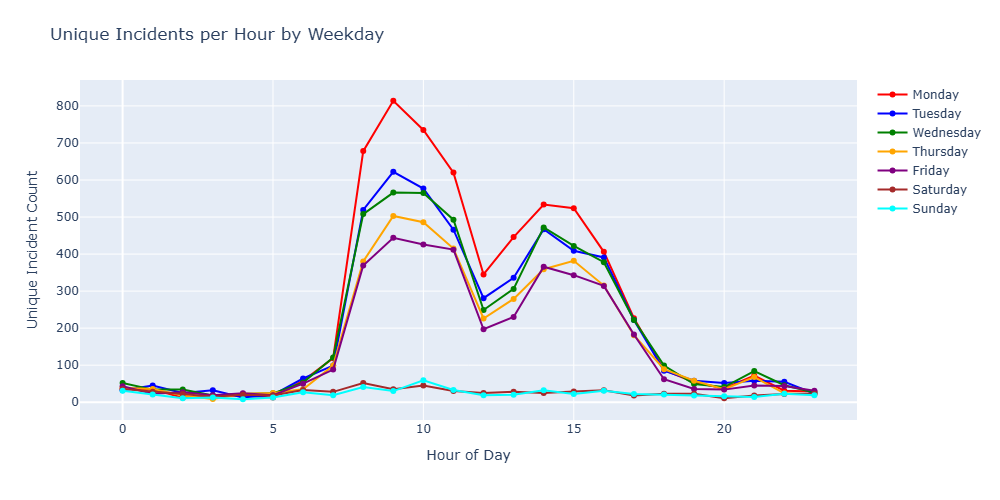 Unique Incidents per Hour by Weekday
Unique Incident Count
800
700
600
500
400
300
200
100
0
0
5
10
15
20
Hour of Day
Monday
Tuesday
Wednesday
Thursday
Friday
Saturday
Sunday